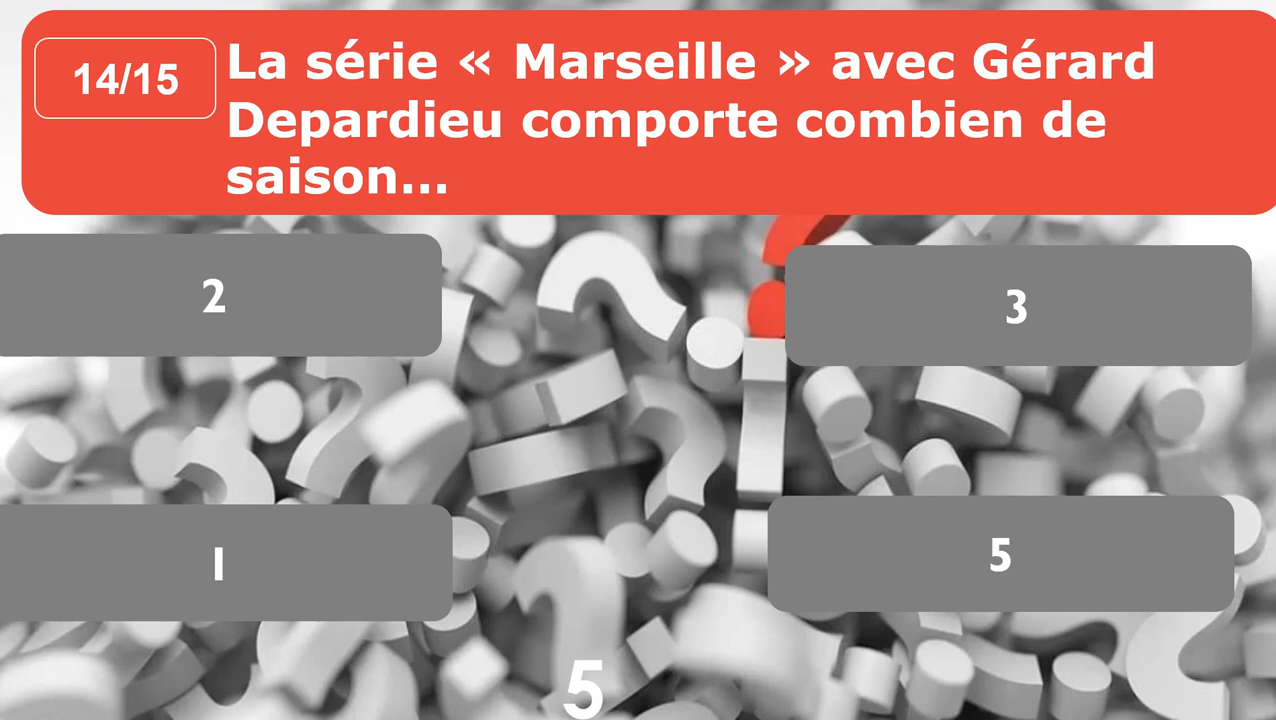 14/15
La série « Marseille » avec Gérard
Depardieu comporte combien de
saison...
2
3
1
5
5